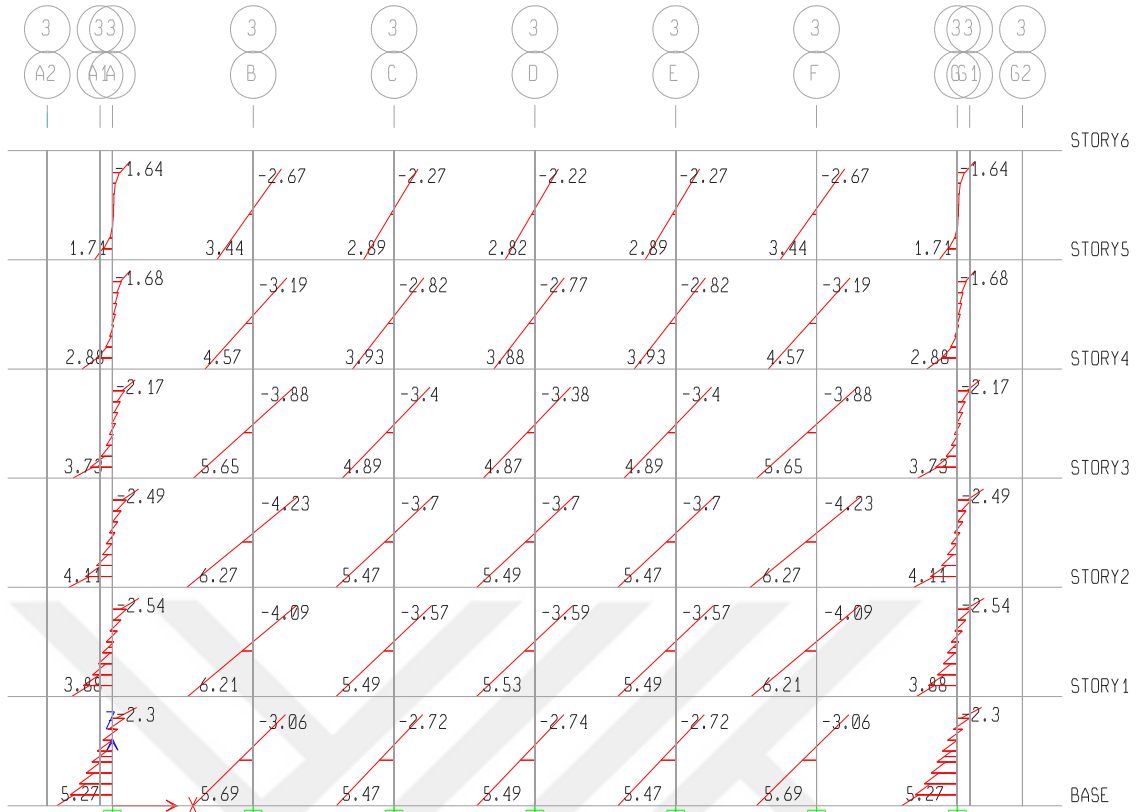 3 3 3 3 3 3 3 3 3 3 3
A2 A1 A B C D E F G G1 G2
STORY6
-1.64 -2.67 -2.27 -2.22 -2.27 -2.67 -1.64
1.71 3.44 2.89 2.82 2.89 3.44 1.71 STORY5
-1.68 -3.19 -2.82 -2.77 -2.82 -3.19 -1.68
2.88 4.57 3.93 3.88 3.93 4.57 2.88 STORY4
-2.17 -3.88 -3.4 -3.38 -3.4 -3.88 -2.17
3.73 5.65 4.89 4.87 4.89 5.65 3.73 STORY3
-2.49 -4.23 -3.7 -3.7 -3.7 -4.23 -2.49
4.11 6.27 5.47 5.49 5.47 6.27 4.11 STORY2
-2.54 -4.09 -3.57 -3.59 -3.57 -4.09 -2.54
3.88 6.21 5.49 5.53 5.49 6.21 3.88 STORY1
Z -2.3 -3.06 -2.72 -2.74 -2.72 -3.06 -2.3
5.27 X 5.69 5.47 5.49 5.47 5.69 5.27 BASE